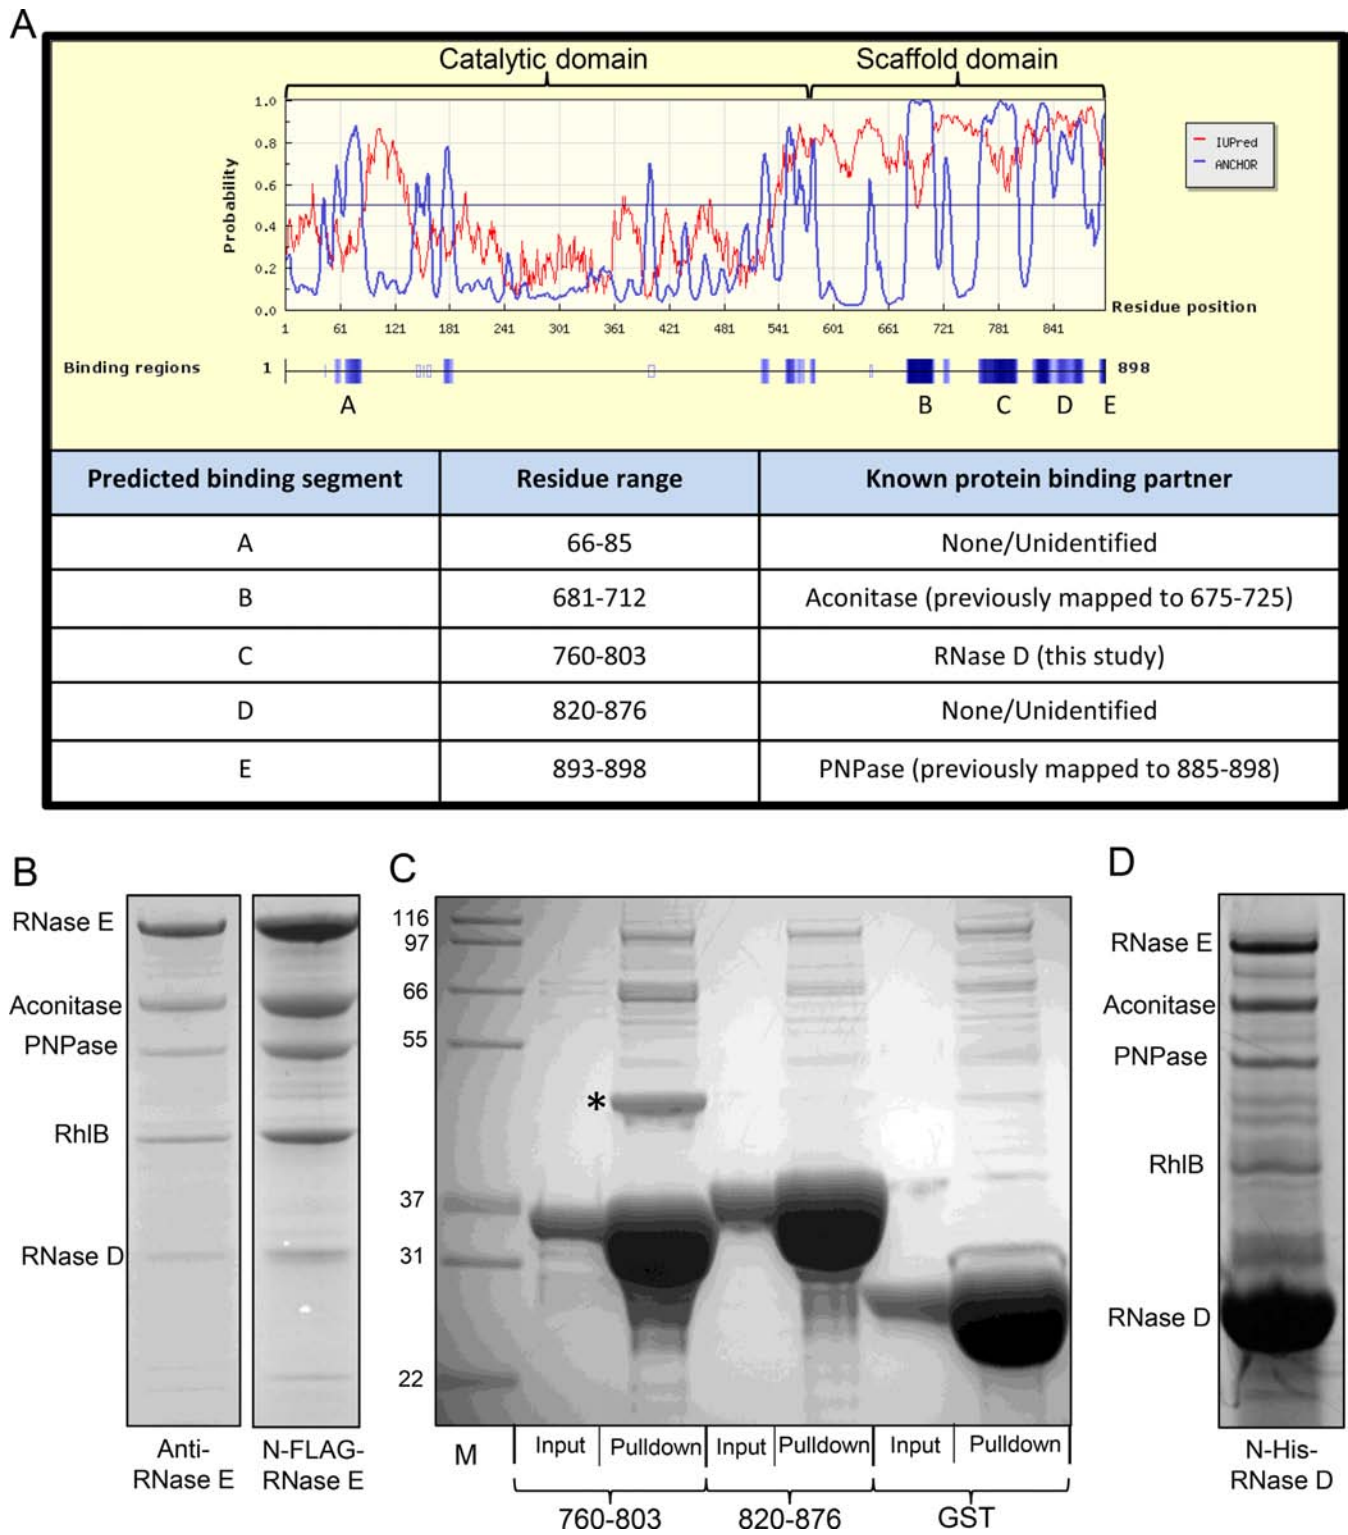 A
Catalytic domain Scaffold domain
1.0
0.8
0.6
0.4
0.2
0.0
Probability
IUPred
ANCHOR
Residue position
1 61 121 181 241 301 361 421 481 541 601 661 721 781 841
Binding regions 1 898
A B C D E
Predicted binding segment Residue range Known protein binding partner
A 66-85 None/Unidentified
B 681-712 Aconitase (previously mapped to 675-725)
C 760-803 RNase D (this study)
D 820-876 None/Unidentified
E 893-898 PNPase (previously mapped to 885-898)
B
RNase E
Aconitase
PNPase
RhlB
RNase D
Anti-
RNase E
N-FLAG-
RNase E
C
116
97
66
55
*
37
31
22
M Input Pulldown Input Pulldown Input Pulldown
760-803 820-876 GST
D
RNase E
Aconitase
PNPase
RhlB
RNase D
N-His-
RNase D